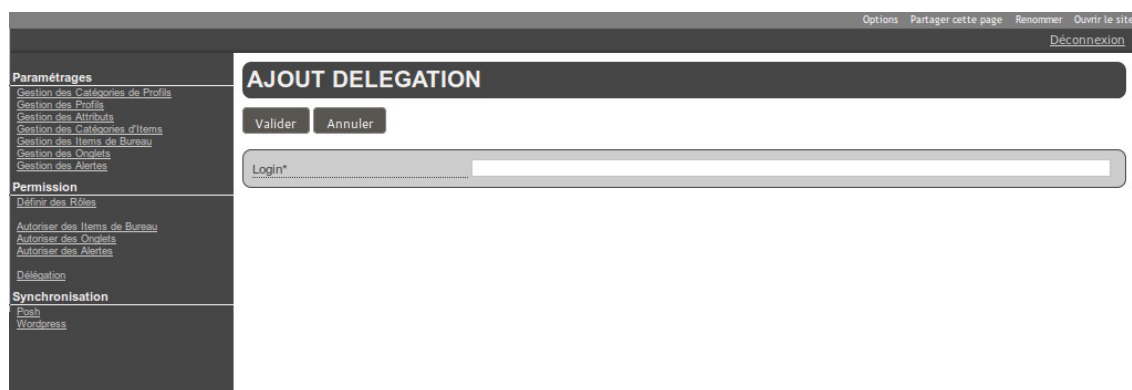 Options Partager cette page Renommer Ouvrir le site
Déconnexion
Paramétrages
Gestion des Catégories de Profils
Gestion des Profils
Gestion des Attributs
Gestion des Catégories d'Items
Gestion des Items de Bureau
Gestion des Onglets
Gestion des Alertes
Permission
Définir des Rôles
Autoriser des Items de Bureau
Autoriser des Onglets
Autoriser des Alertes
Délégation
Synchronisation
Posh
Wordpress
AJOUT DELEGATION
Valider Annuler
Login*